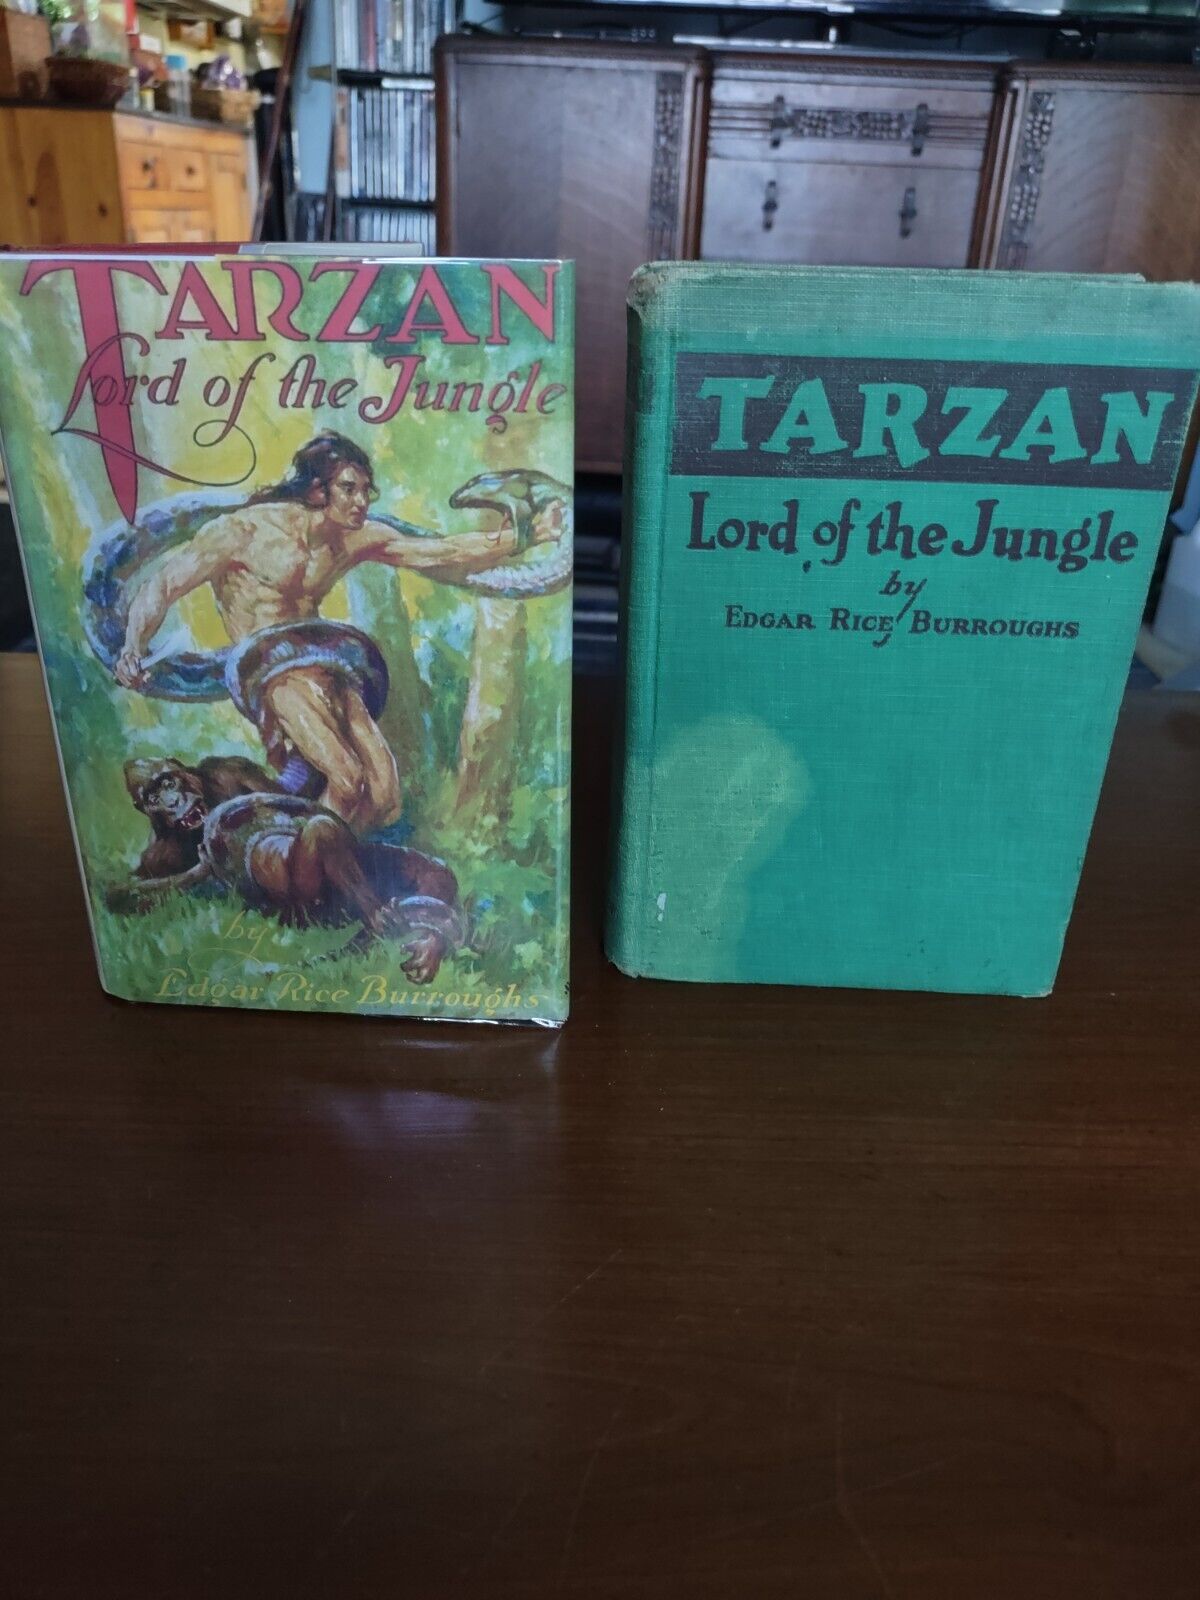 TARZAN
Lord of the Jungle
by
Edgar Rice Burroughs
TARZAN
Lord of the Jungle
by
EDGAR RICE BURROUGHS